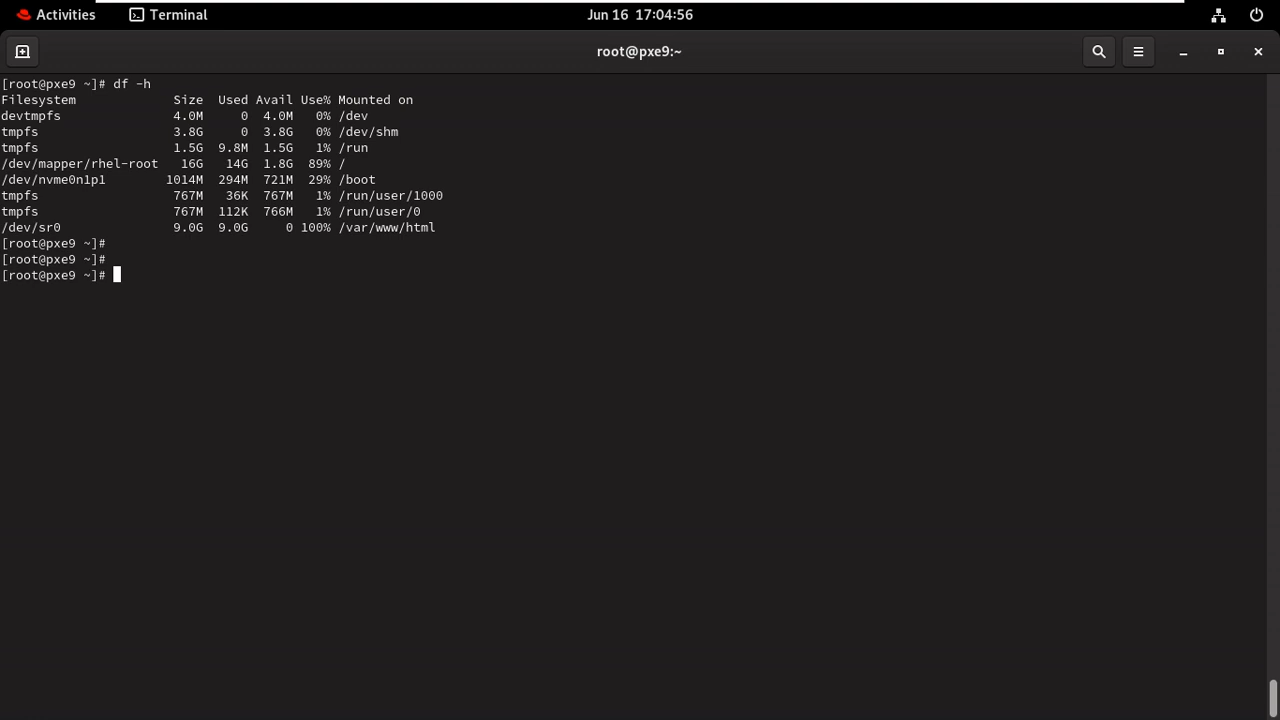 Activities Terminal Jun 16 17:04:56
root@pxe9:~
[root@pxe9 ~]# df -h
Filesystem Size Used Avail Use% Mounted on
devtmpfs 4.0M 0 4.0M 0% /dev
tmpfs 3.8G 0 3.8G 0% /dev/shm
tmpfs 1.5G 9.8M 1.5G 1% /run
/dev/mapper/rhel-root 16G 14G 1.8G 89% /
/dev/nvme0n1p1 1014M 294M 721M 29% /boot
tmpfs 767M 36K 767M 1% /run/user/1000
tmpfs 767M 112K 766M 1% /run/user/0
/dev/sr0 9.0G 9.0G 0 100% /var/www/html
[root@pxe9 ~]#
[root@pxe9 ~]#
[root@pxe9 ~]#